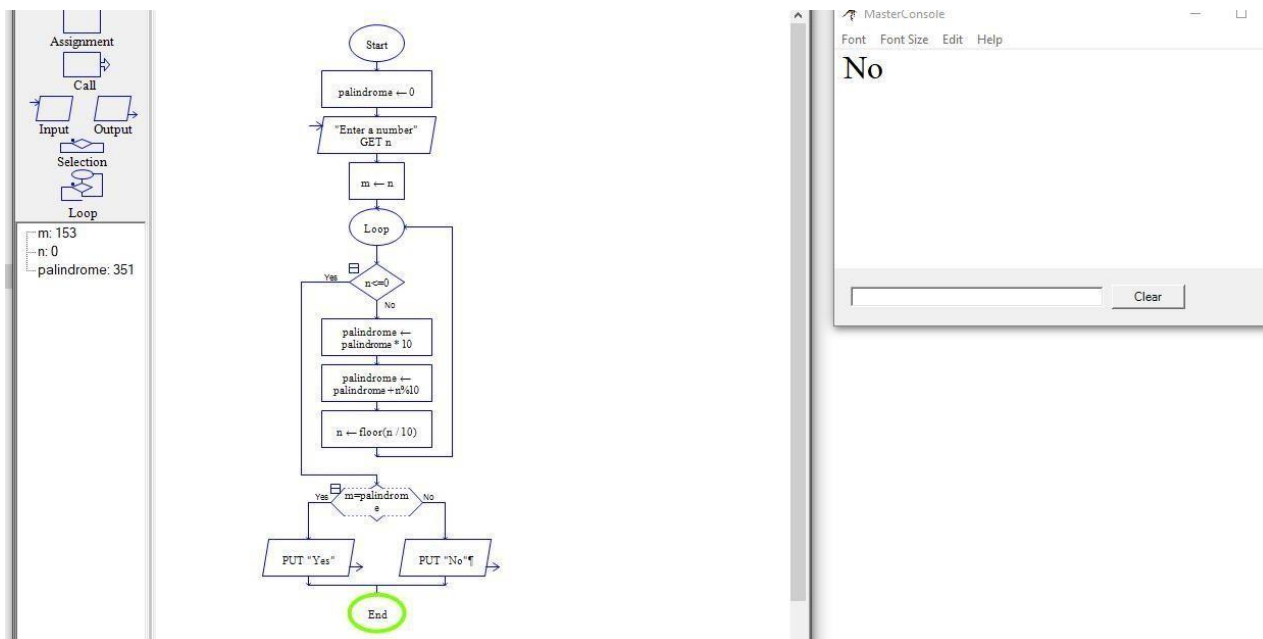 Assignment
Call
Input Output
Selection
Loop
m: 153
n: 0
palindrome: 351
Start
palindrome ← 0
"Enter a number"
GET n
m ← n
Loop
Yes
n<=0
No
palindrome ←
palindrome * 10
palindrome ←
palindrome +n%10
n ← floor(n / 10)
Yes
m=palindrom
e
No
PUT "Yes"
PUT "No"¶
End
MasterConsole
Font Font Size Edit Help
No
Clear